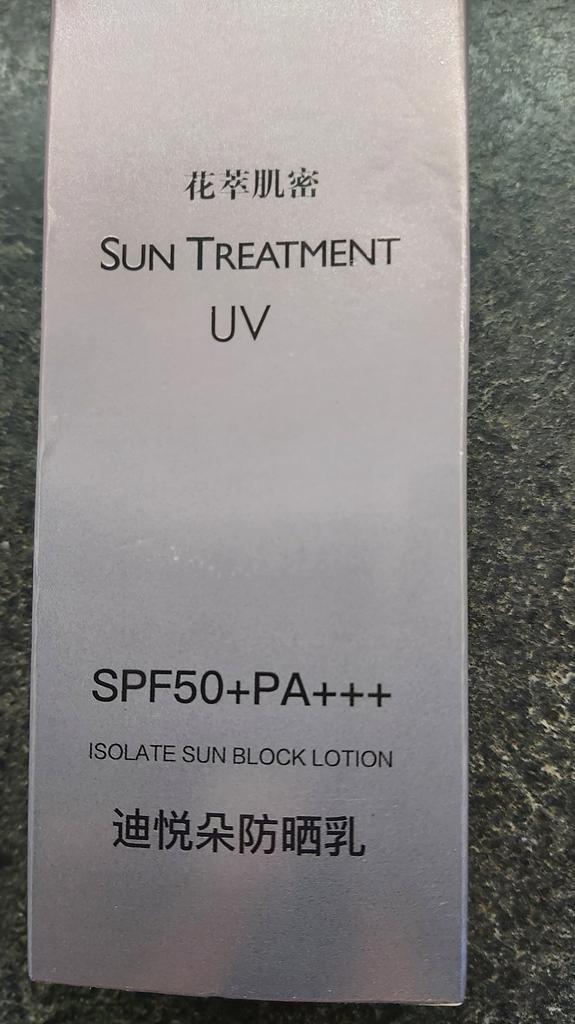 花萃肌密
SUN TREATMENT
UV
SPF50+PA+++
ISOLATE SUN BLOCK LOTION
迪悦朵防晒乳